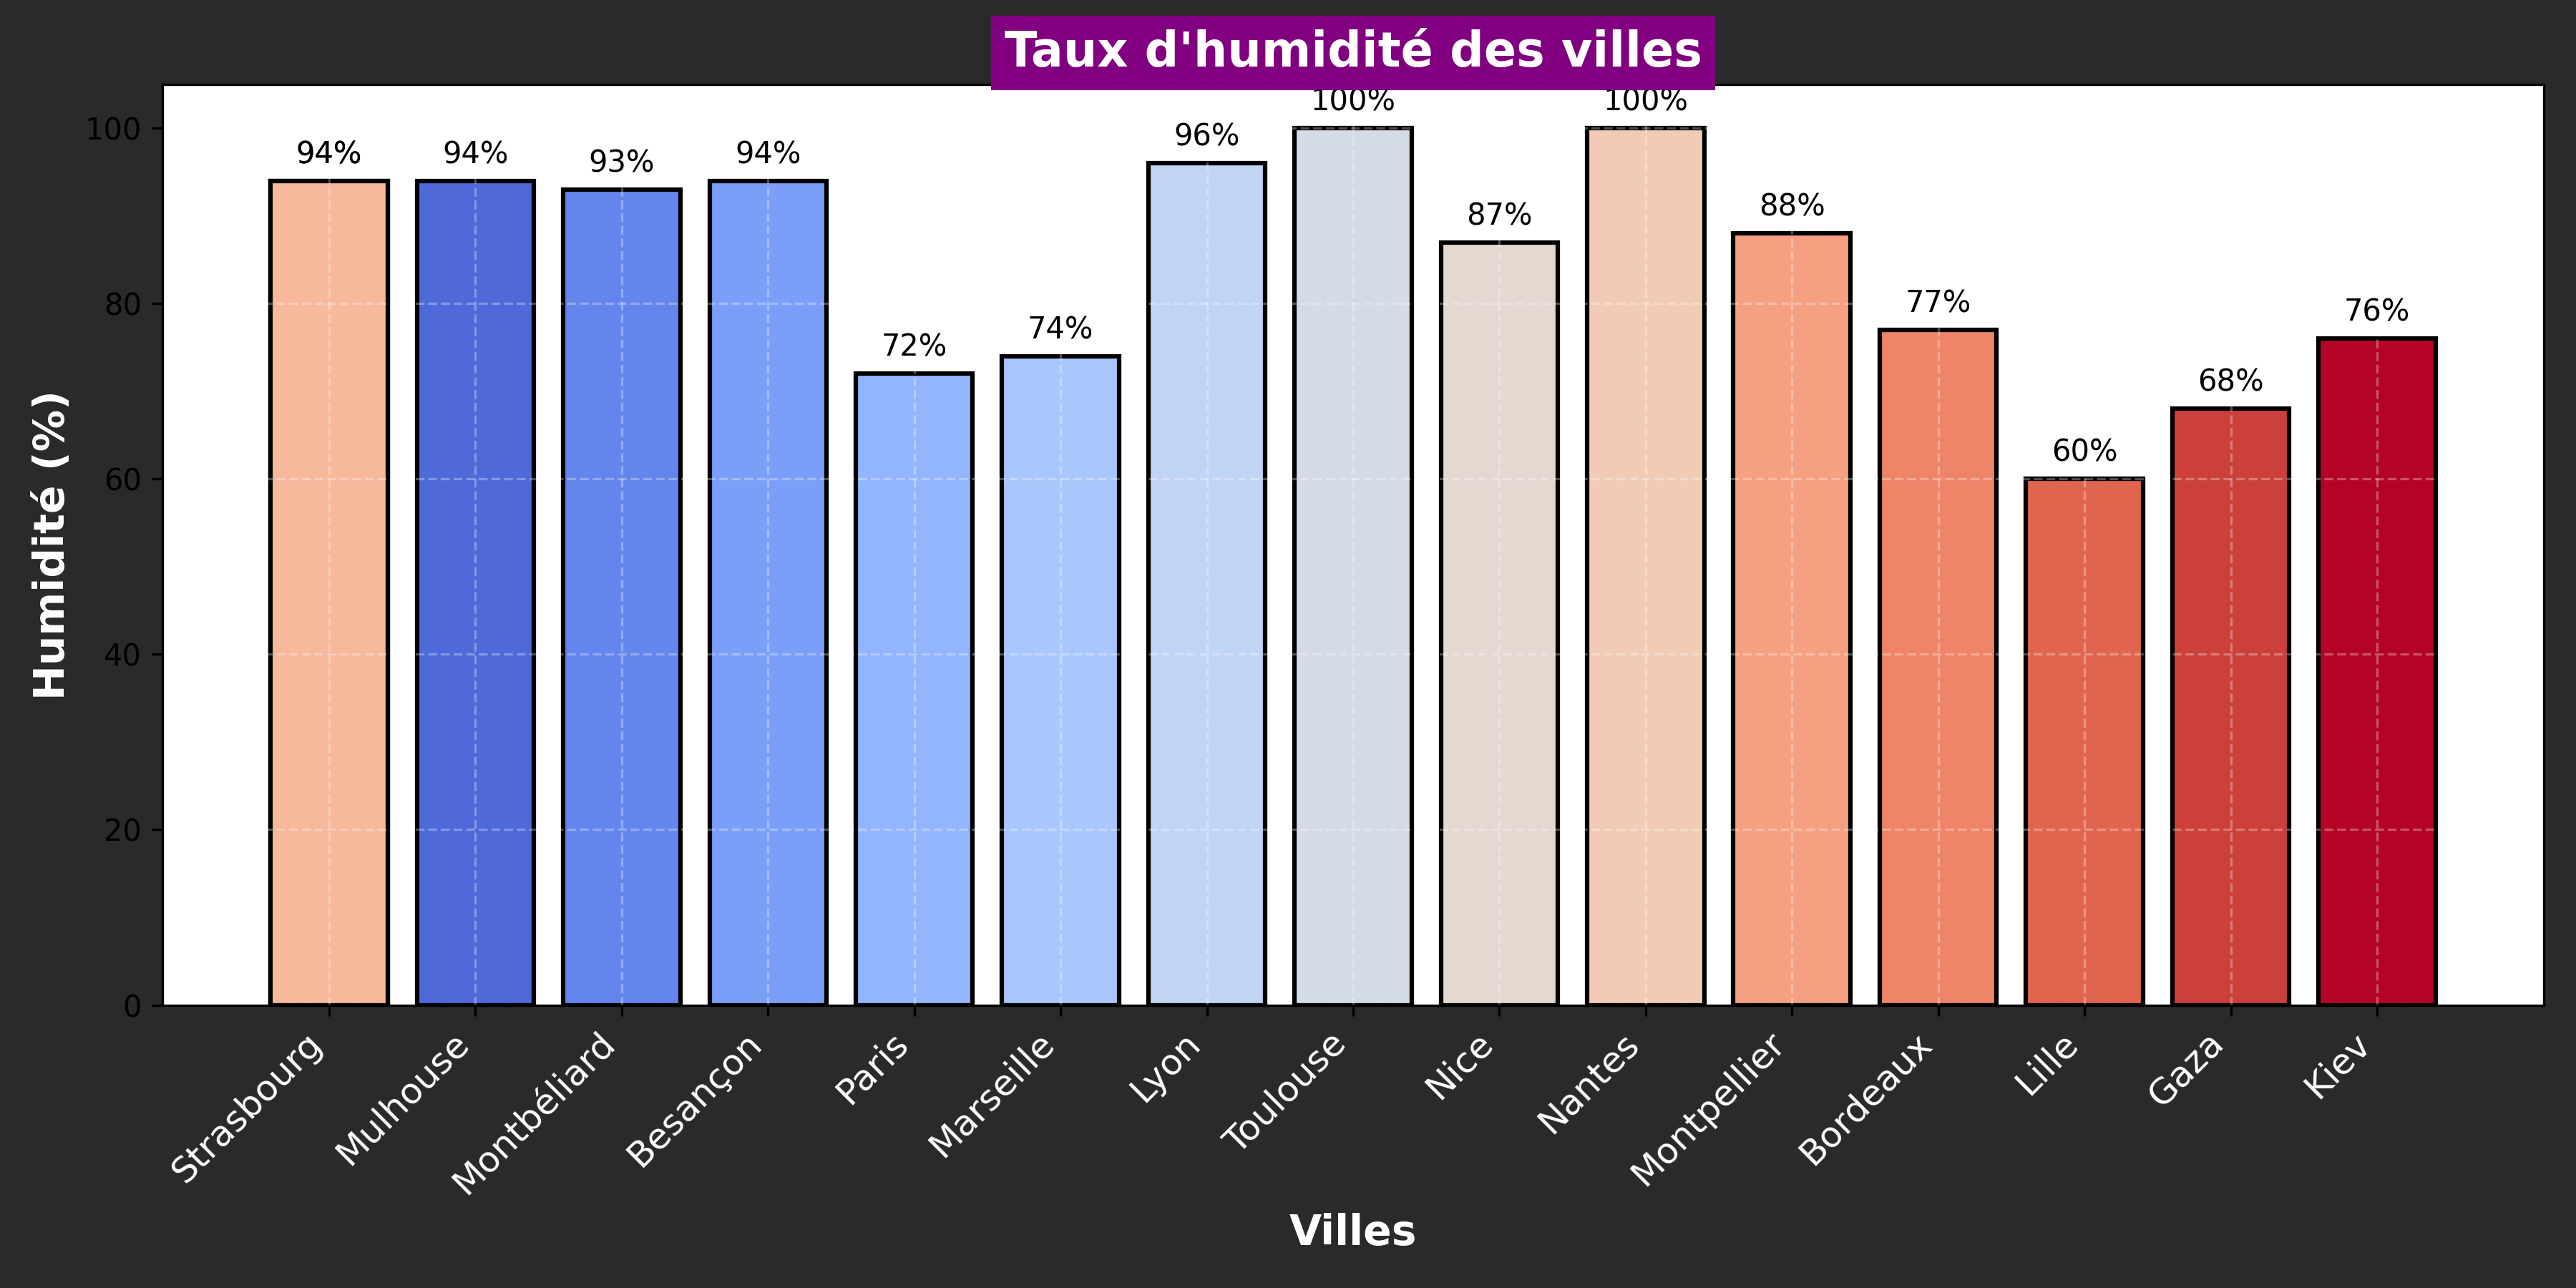 Taux d'humidité des villes
Humidité (%)
100
80
60
40
20
0
94%
94%
93%
94%
72%
74%
96%
100%
87%
100%
88%
77%
60%
68%
76%
Strasbourg
Mulhouse
Montbéliard
Besançon
Paris
Marseille
Lyon
Toulouse
Nice
Nantes
Montpellier
Bordeaux
Lille
Gaza
Kiev
Villes